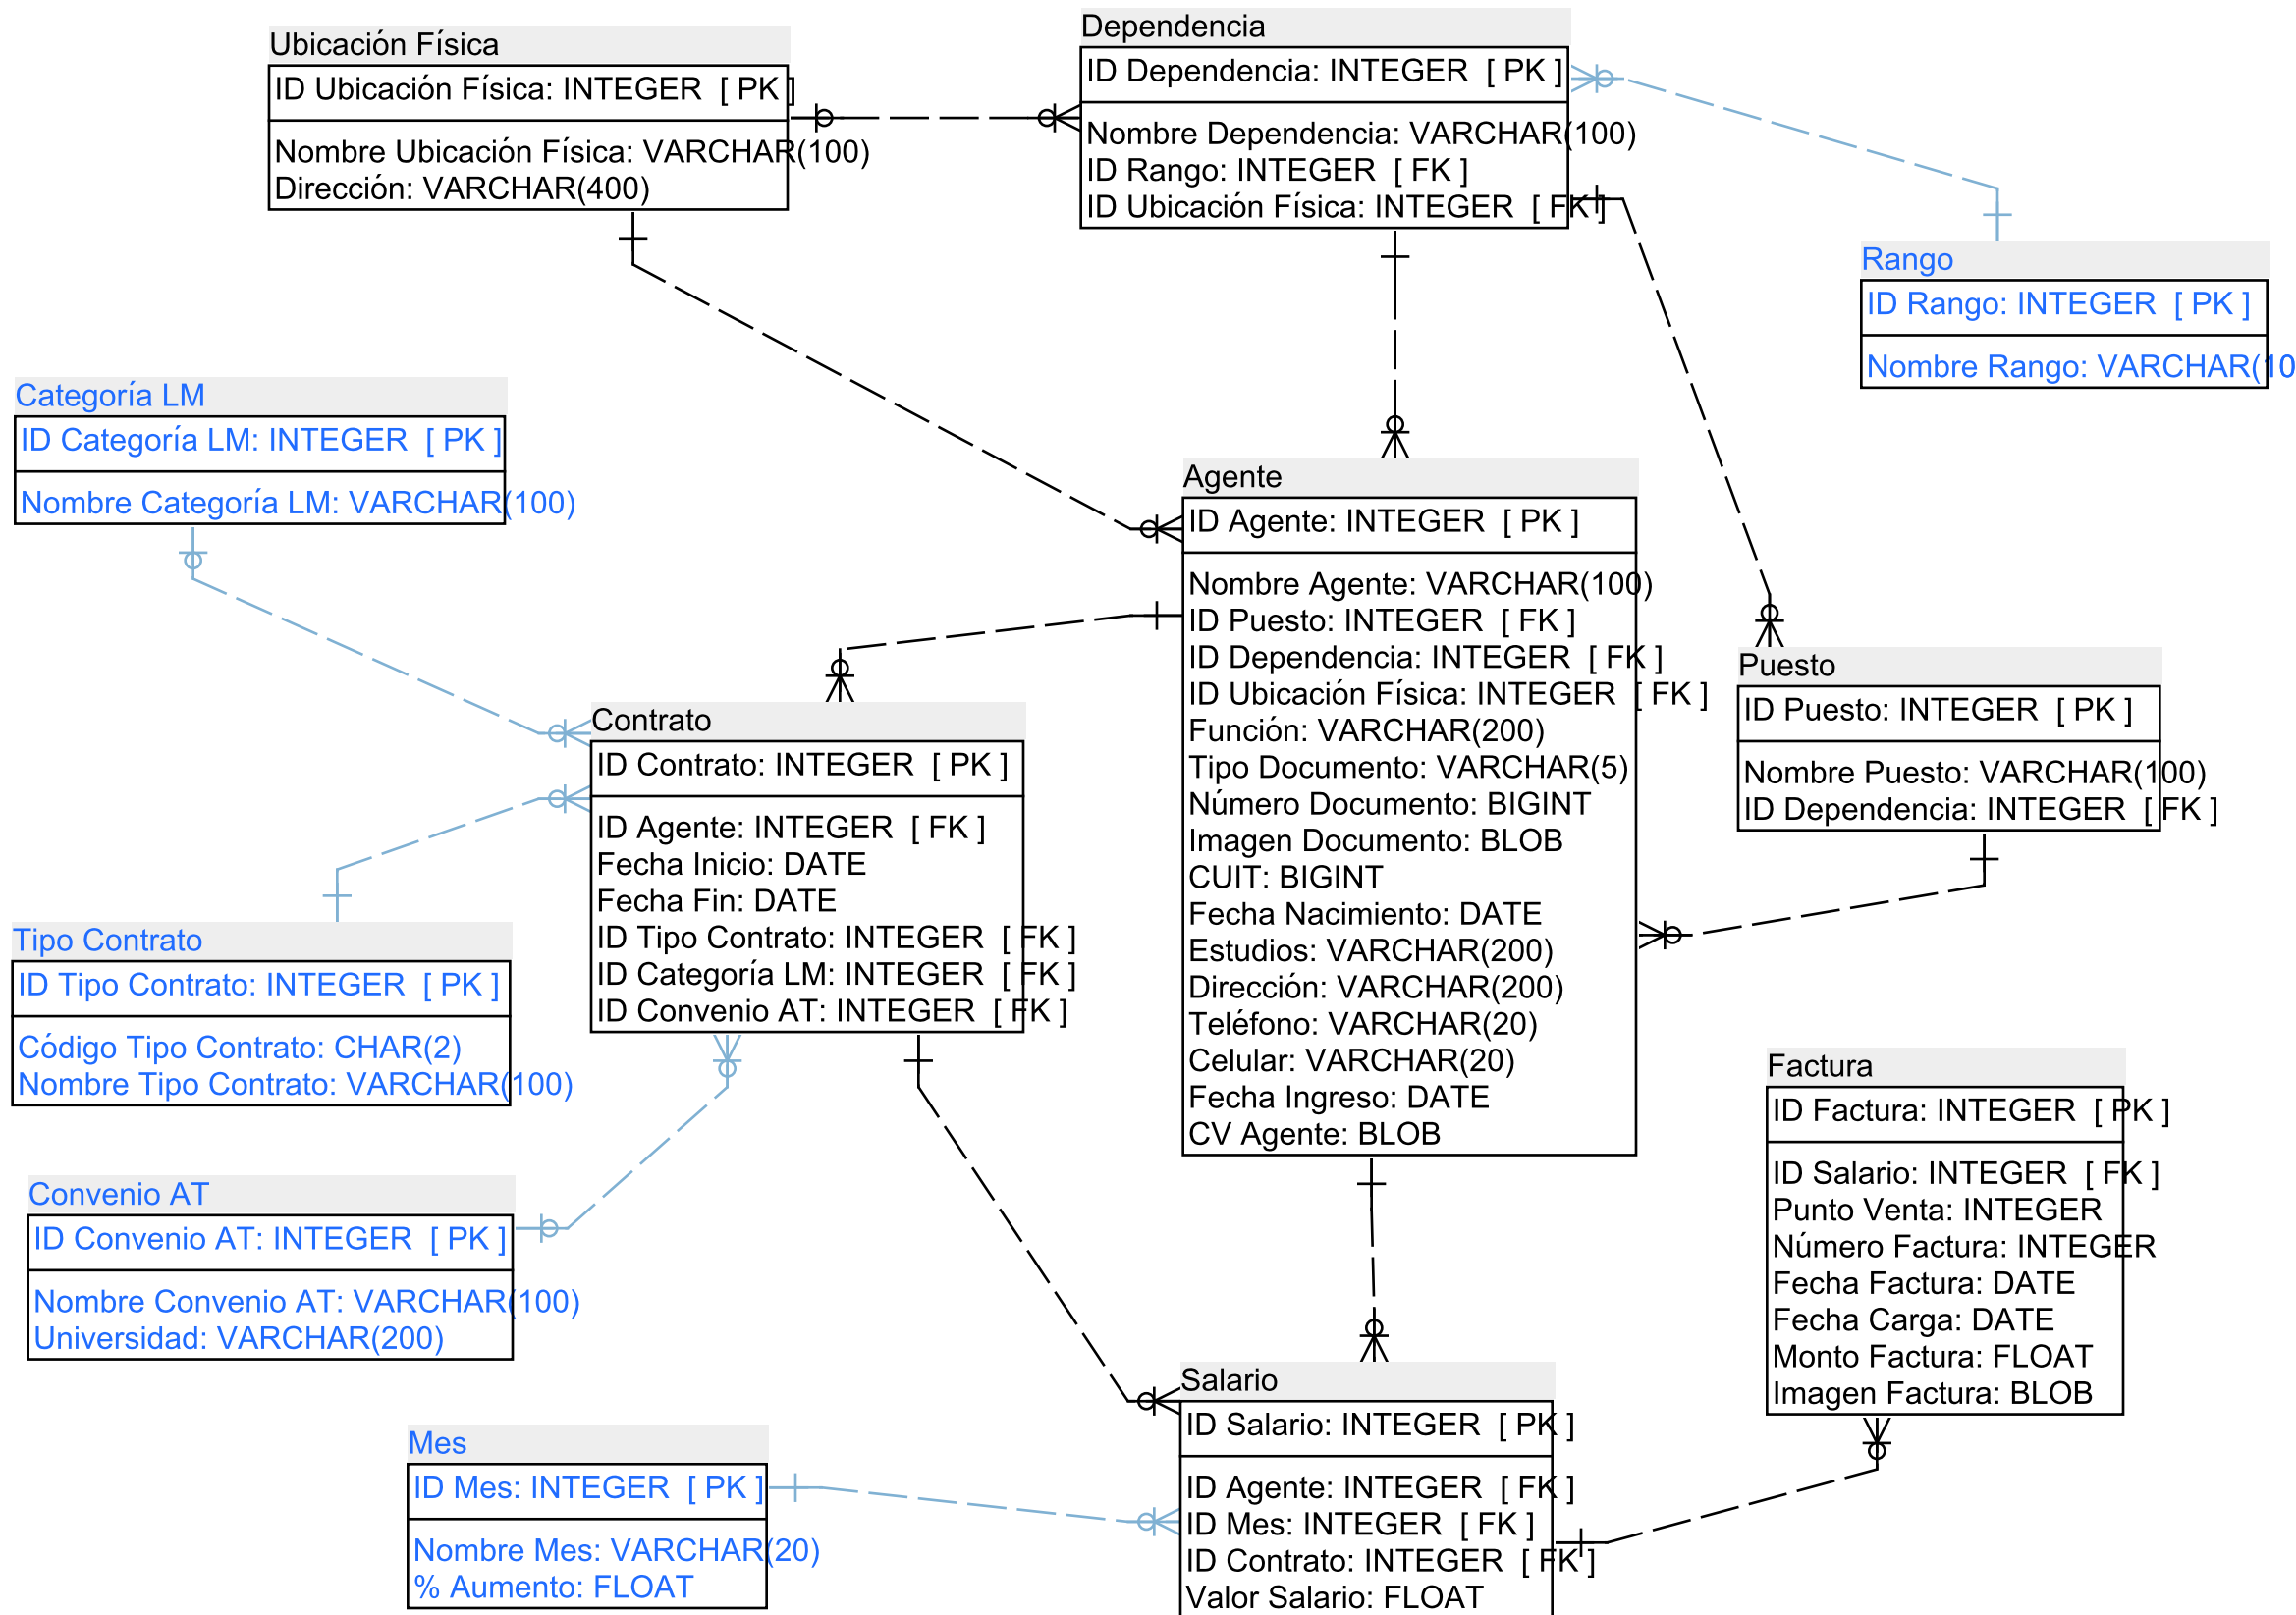 Ubicación Física
ID Ubicación Física: INTEGER [ PK ]
Nombre Ubicación Física: VARCHAR(100)
Dirección: VARCHAR(400)
Dependencia
ID Dependencia: INTEGER [ PK ]
Nombre Dependencia: VARCHAR(100)
ID Rango: INTEGER [ FK ]
ID Ubicación Física: INTEGER [ FK ]
Rango
ID Rango: INTEGER [ PK ]
Nombre Rango: VARCHAR(10
Categoría LM
ID Categoría LM: INTEGER [ PK ]
Nombre Categoría LM: VARCHAR(100)
Agente
ID Agente: INTEGER [ PK ]
Nombre Agente: VARCHAR(100)
ID Puesto: INTEGER [ FK ]
ID Dependencia: INTEGER [ FK ]
ID Ubicación Física: INTEGER [ FK ]
Función: VARCHAR(200)
Tipo Documento: VARCHAR(5)
Número Documento: BIGINT
Imagen Documento: BLOB
CUIT: BIGINT
Fecha Nacimiento: DATE
Estudios: VARCHAR(200)
Dirección: VARCHAR(200)
Teléfono: VARCHAR(20)
Celular: VARCHAR(20)
Fecha Ingreso: DATE
CV Agente: BLOB
Puesto
ID Puesto: INTEGER [ PK ]
Nombre Puesto: VARCHAR(100)
ID Dependencia: INTEGER [ FK ]
Contrato
ID Contrato: INTEGER [ PK ]
ID Agente: INTEGER [ FK ]
Fecha Inicio: DATE
Fecha Fin: DATE
ID Tipo Contrato: INTEGER [ FK ]
ID Categoría LM: INTEGER [ FK ]
ID Convenio AT: INTEGER [ FK ]
Tipo Contrato
ID Tipo Contrato: INTEGER [ PK ]
Código Tipo Contrato: CHAR(2)
Nombre Tipo Contrato: VARCHAR(100)
Convenio AT
ID Convenio AT: INTEGER [ PK ]
Nombre Convenio AT: VARCHAR(100)
Universidad: VARCHAR(200)
Factura
ID Factura: INTEGER [ PK ]
ID Salario: INTEGER [ FK ]
Punto Venta: INTEGER
Número Factura: INTEGER
Fecha Factura: DATE
Fecha Carga: DATE
Monto Factura: FLOAT
Imagen Factura: BLOB
Mes
ID Mes: INTEGER [ PK ]
Nombre Mes: VARCHAR(20)
% Aumento: FLOAT
Salario
ID Salario: INTEGER [ PK ]
ID Agente: INTEGER [ FK ]
ID Mes: INTEGER [ FK ]
ID Contrato: INTEGER [ FK ]
Valor Salario: FLOAT